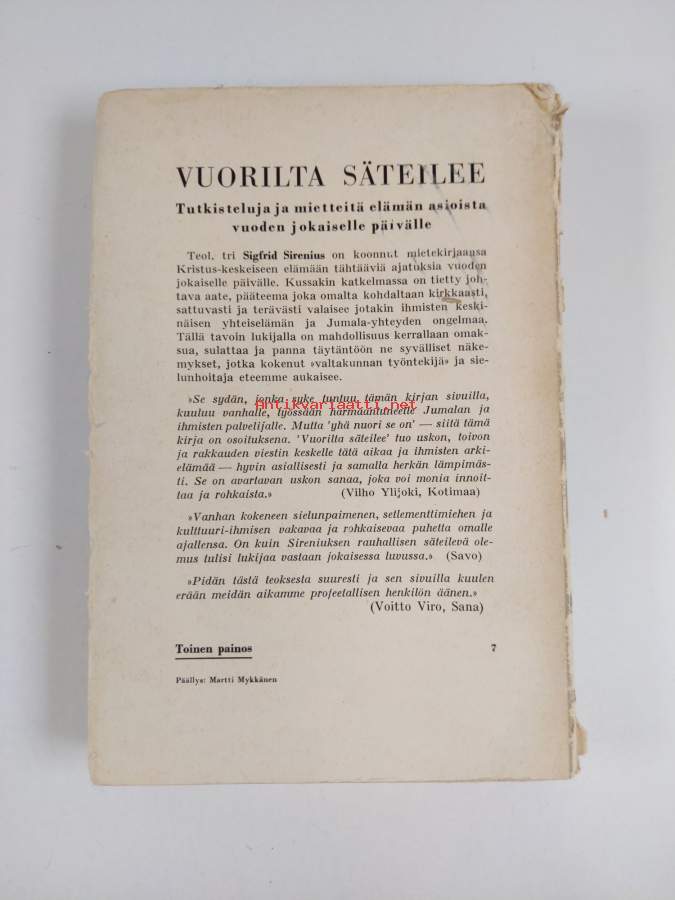 VUORILTA SÄTEILEE
Tutkisteluja ja mietteitä elämän asioista
vuoden jokaiselle päivälle
Teol. tri Sigfrid Sirenius on koonnut mietekirjaansa
Kristus-keskeiseen elämään tähtääviä ajatuksia vuoden
jokaiselle päivälle. Kussakin katkelmassa on tietty joh-
tava aate, pääteema joka omalta kohdaltaan kirkkaasti,
sattuvasti ja terävästi valaisee jotakin ihmisten keski-
näisen yhteiselämän ja Jumala-yhteyden ongelmaa.
Tällä tavoin lukijalla on mahdollisuus kerrallaan omak-
sua, sulattaa ja panna täytäntöön ne syvälliset näke-
mykset, jotka kokenut »valtakunnan työntekijä» ja sie-
lunhoitaja eteemme aukaisee.
»Se sydän, jonka syke tuntuu tämän kirjan sivuilla,
kuuluu vanhalle, työssään harmaantuneelle Jumalan ja
Antikvariaatti.net
ihmisten palvelijalle. Mutta 'yhä nuori se on' — siitä tämä
kirja on osoituksena. 'Vuorilta säteilee' tuo uskon, toivon
ja rakkauden viestin keskelle tätä aikaa ja ihmisten arki-
elämää — hyvin asiallisesti ja samalla herkän lämpimäs-
ti. Se on avartavan uskon sanaa, joka voi monia innoit-
taa ja rohkaista.» (Vilho Ylijoki, Kotimaa)
»Vanhan kokeneen sielunpaimenen, setlementtimiehen ja
kulttuuri-ihmisen vakavaa ja rohkaisevaa puhetta omalle
ajallensa. On kuin Sireniuksen rauhallisen säteilevä ole-
mus tulisi lukijaa vastaan jokaisessa luvussa.» (Savo)
»Pidän tästä teoksesta suuresti ja sen sivuilla kuulen
erään meidän aikamme profeetallisen henkilön äänen.»
(Voitto Viro, Sana)
Toinen painos 7
Päällys: Martti Mykkänen